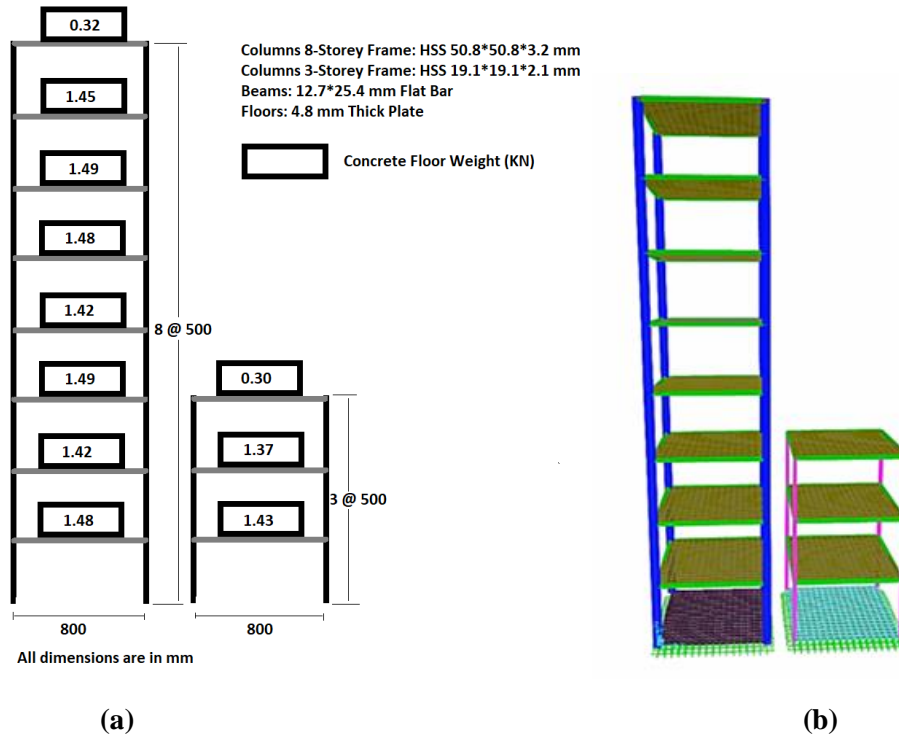 0.32
Columns 8-Storey Frame: HSS 50.8*50.8*3.2 mm
Columns 3-Storey Frame: HSS 19.1*19.1*2.1 mm
Beams: 12.7*25.4 mm Flat Bar
Floors: 4.8 mm Thick Plate
Concrete Floor Weight (KN)
1.45
1.49
1.48
1.42
8 @ 500
1.49
0.30
1.42
1.37
3 @ 500
1.48
1.43
800
800
All dimensions are in mm
(a)
(b)